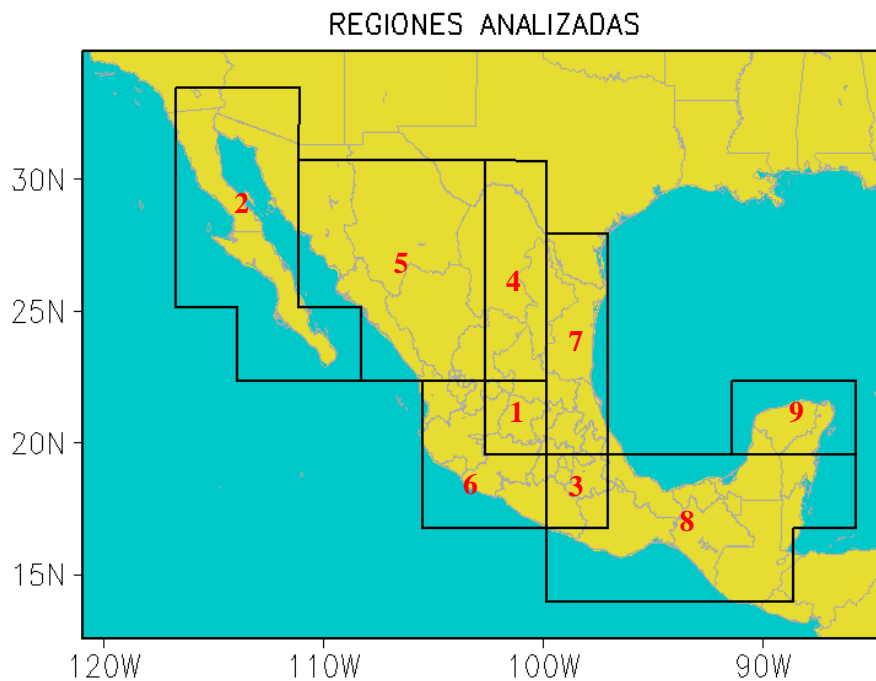 REGIONES ANALIZADAS
30N
25N
20N
15N
120W
110W
100W
90W
2
5
4
7
1
9
6
3
8